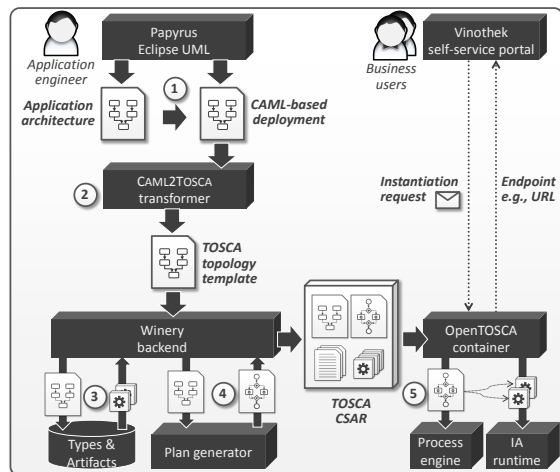 Papyrus
Eclipse UML
Vinothek
self-service portal
Application
engineer
Business
users
1
Application
architecture
CAML-based
deployment
2
CAML2TOSCA
transformer
Instantiation
request
Endpoint
e.g., URL
TOSCA
topology
template
Winery
backend
OpenTOSCA
container
3
4
5
TOSCA
CSAR
Types &
Artifacts
Plan generator
Process
engine
IA
runtime